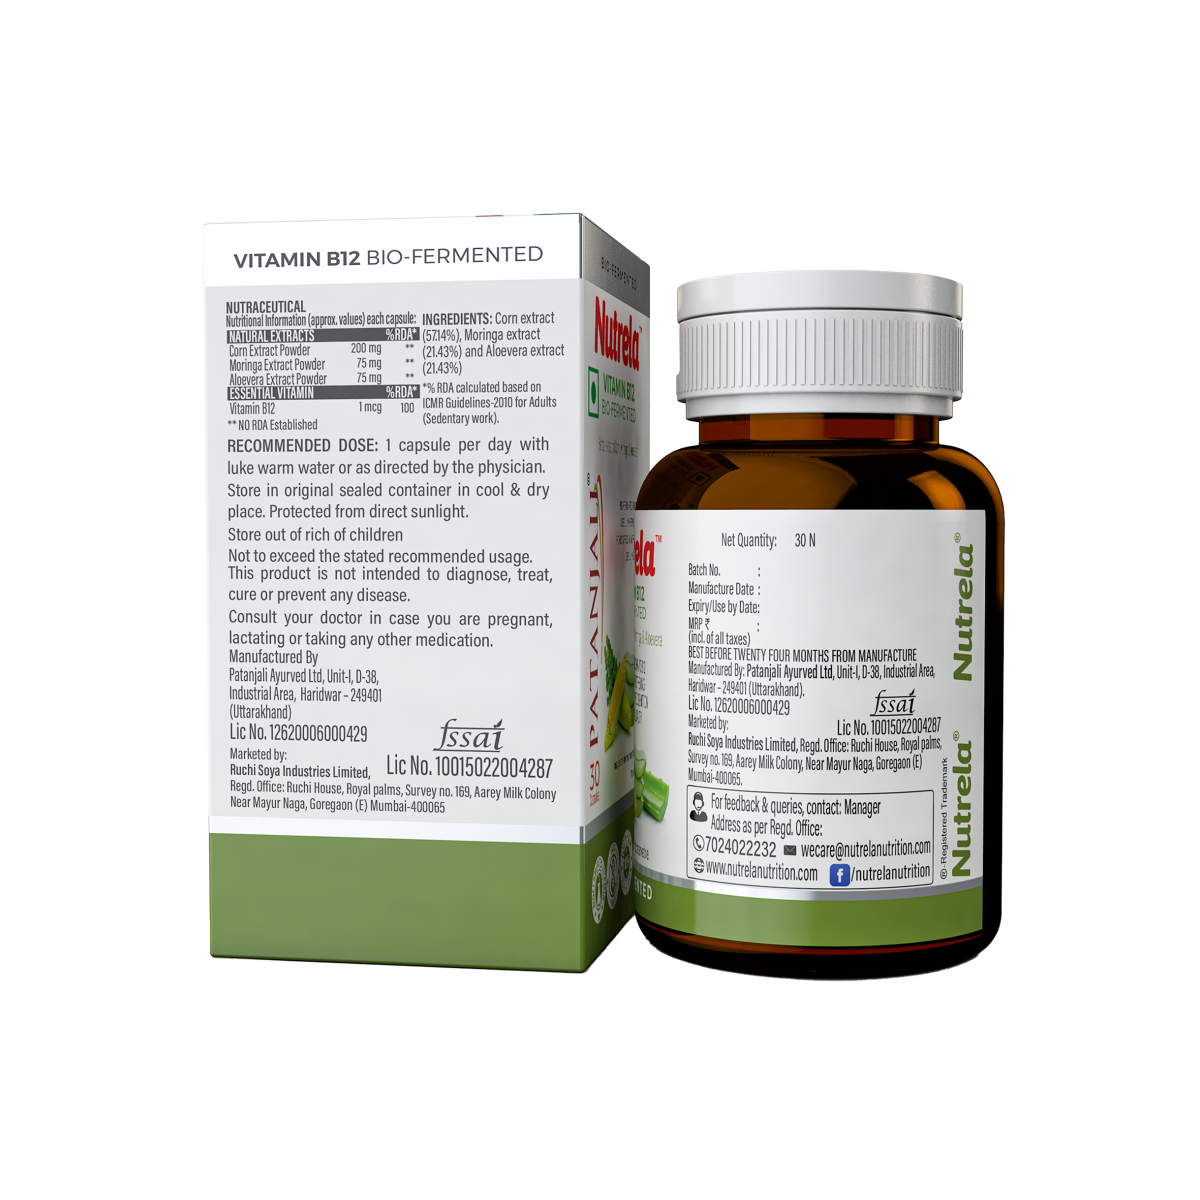 VITAMIN B12 BIO-FERMENTED
NUTRACEUTICAL
Nutritional Information (approx. values) each capsule:
NATURAL EXTRACTS %RDA*
Corn Extract Powder 200 mg **
Moringa Extract Powder 75 mg **
Aloevera Extract Powder 75 mg **
ESSENTIAL VITAMIN %RDA*
Vitamin B12 1 mcg 100
** NO RDA Established
INGREDIENTS: Corn extract
(57.14%), Moringa extract
(21.43%) and Aloevera extract
(21.43%)
*% RDA calculated based on
ICMR Guidelines-2010 for Adults
(Sedentary work).
RECOMMENDED DOSE: 1 capsule per day with
luke warm water or as directed by the physician.
Store in original sealed container in cool & dry
place. Protected from direct sunlight.
Store out of rich of children
Not to exceed the stated recommended usage.
This product is not intended to diagnose, treat,
cure or prevent any disease.
Consult your doctor in case you are pregnant,
lactating or taking any other medication.
Manufactured By
Patanjali Ayurved Ltd, Unit-I, D-38,
Industrial Area, Haridwar - 249401
(Uttarakhand)
Lic No. 12620006000429
Marketed by:
Ruchi Soya Industries Limited,
fssai
Lic No. 10015022004287
Regd. Office: Ruchi House, Royal palms, Survey no. 169, Aarey Milk Colony
Near Mayur Naga, Goregaon (E) Mumbai-400065
BIO-FERMENTED
Nutrela™
VITAMIN B12
BIO-FERMENTED
PATANJALI®
30
ela™
B12
Net Quantity: 30 N
Batch No. :
Manufacture Date :
Expiry/Use by Date:
MRP ₹ :
(incl. of all taxes)
BEST BEFORE TWENTY FOUR MONTHS FROM MANUFACTURE
Manufactured By: Patanjali Ayurved Ltd, Unit-I, D-38, Industrial Area,
Haridwar - 249401 (Uttarakhand).
Lic No. 12620006000429
fssai
Lic No. 10015022004287
Marketed by:
Ruchi Soya Industries Limited, Regd. Office: Ruchi House, Royal palms,
Survey no. 169, Aarey Milk Colony, Near Mayur Naga, Goregaon (E)
Mumbai-400065.
For feedback & queries, contact: Manager
Address as per Regd. Office:
7024022232 wecare@nutrelanutrition.com
www.nutrelanutrition.com f/nutrelanutrition
®-Registered Trademark
Nutrela®
Nutrela®